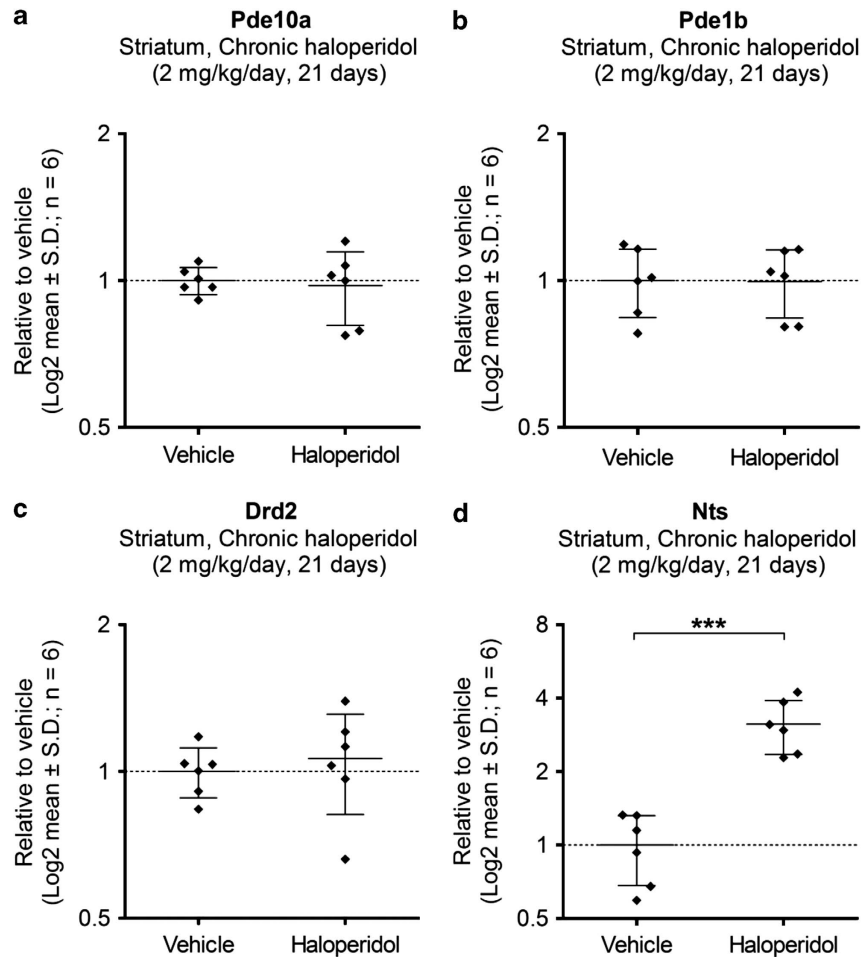 a
Pde10a
Striatum, Chronic haloperidol
(2 mg/kg/day, 21 days)
Relative to vehicle
(Log2 mean ± S.D.; n = 6)
2
1
0.5
Vehicle
Haloperidol
b
Pde1b
Striatum, Chronic haloperidol
(2 mg/kg/day, 21 days)
Relative to vehicle
(Log2 mean ± S.D.; n = 6)
2
1
0.5
Vehicle
Haloperidol
c
Drd2
Striatum, Chronic haloperidol
(2 mg/kg/day, 21 days)
Relative to vehicle
(Log2 mean ± S.D.; n = 6)
2
1
0.5
Vehicle
Haloperidol
d
Nts
Striatum, Chronic haloperidol
(2 mg/kg/day, 21 days)
Relative to vehicle
(Log2 mean ± S.D.; n = 6)
8
4
2
1
0.5
***
Vehicle
Haloperidol